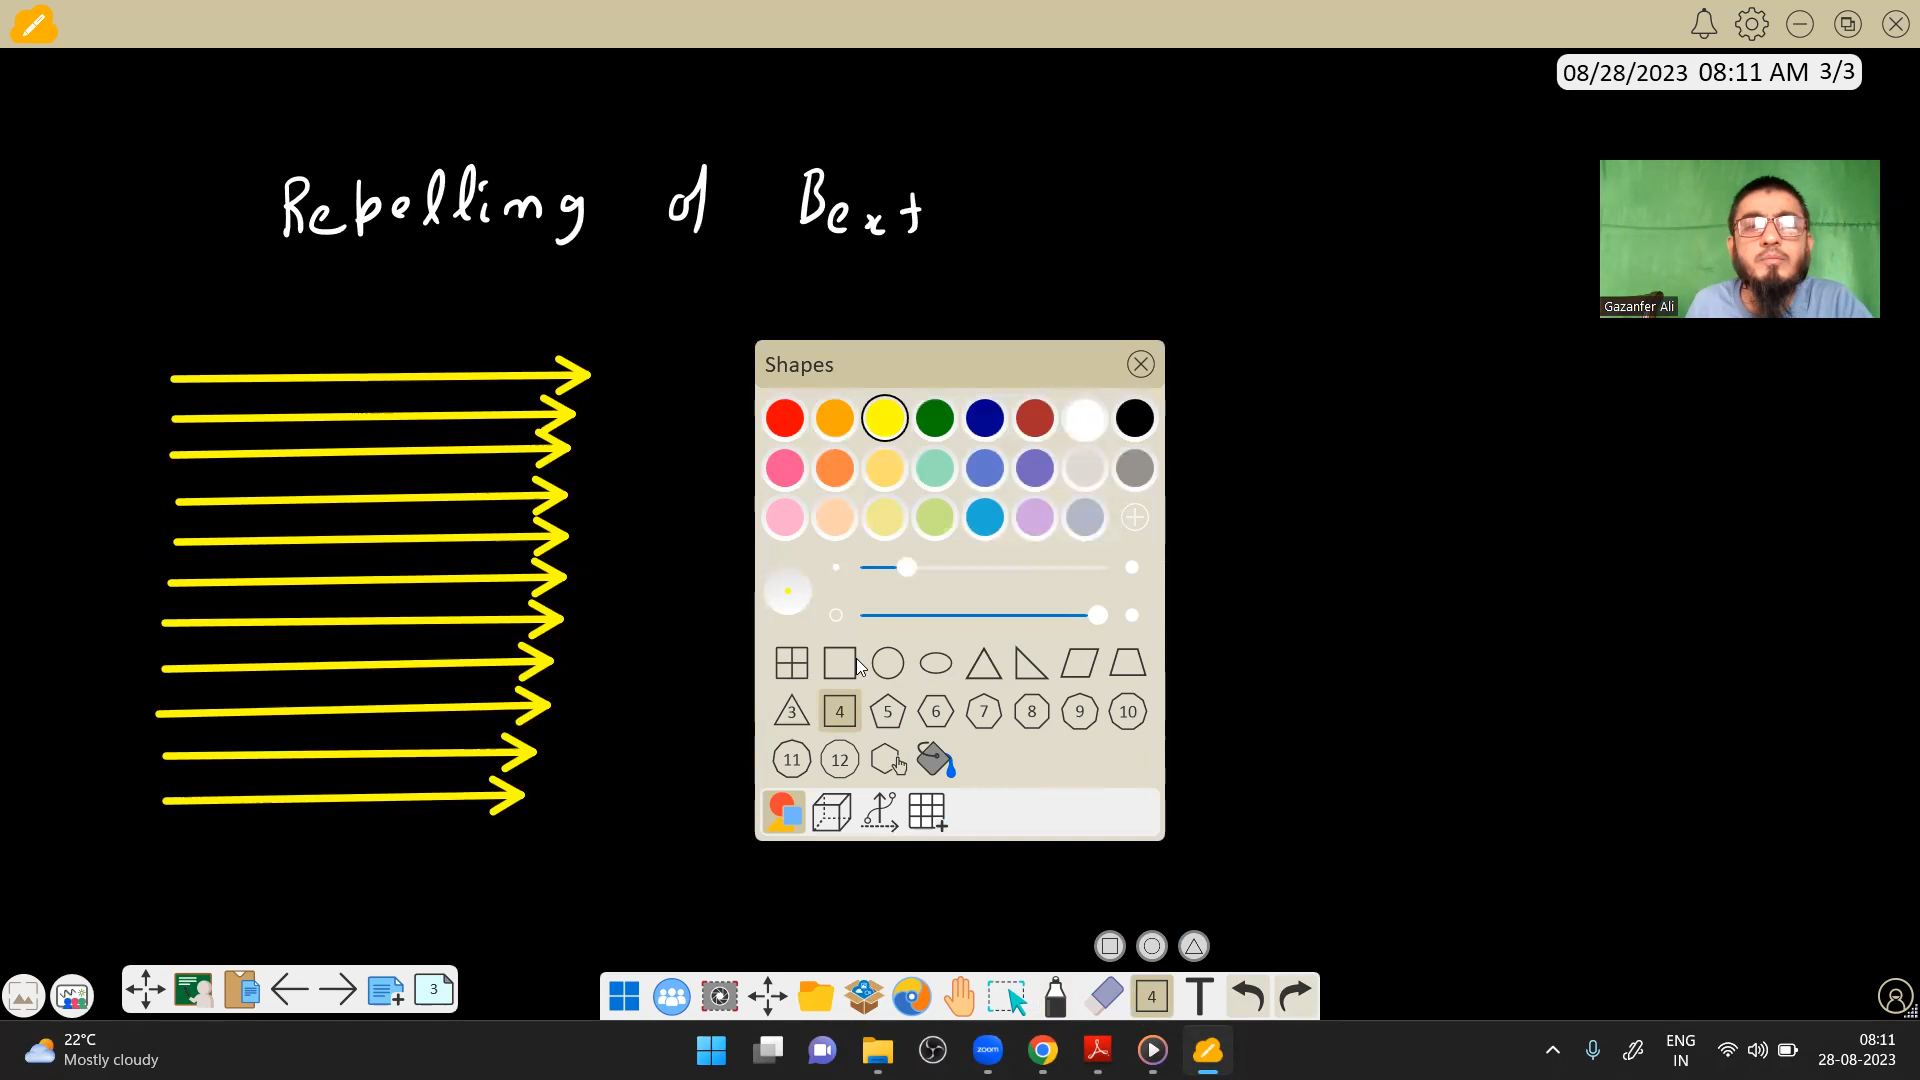 08/28/2023 08:11 AM 3/3
Rebelling of Bext
Gazanfer Ali
Shapes
3 4 5 6 7 8 9 10
11 12
3
4 T
zoom
22°C
Mostly cloudy
ENG
IN
08:11
28-08-2023